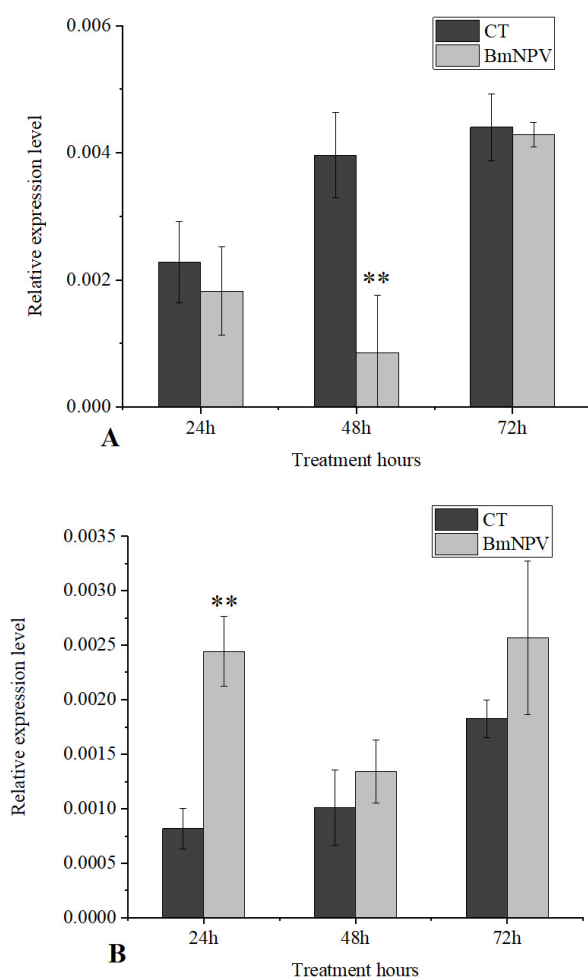 0.006
CT
BmNPV
0.004
Relative expression level
**
0.002
0.000
24h
48h
72h
A
Treatment hours
CT
BmNPV
0.0035
0.0030
**
0.0025
Relative expression level
0.0020
0.0015
0.0010
0.0005
0.0000
24h
48h
72h
B
Treatment hours